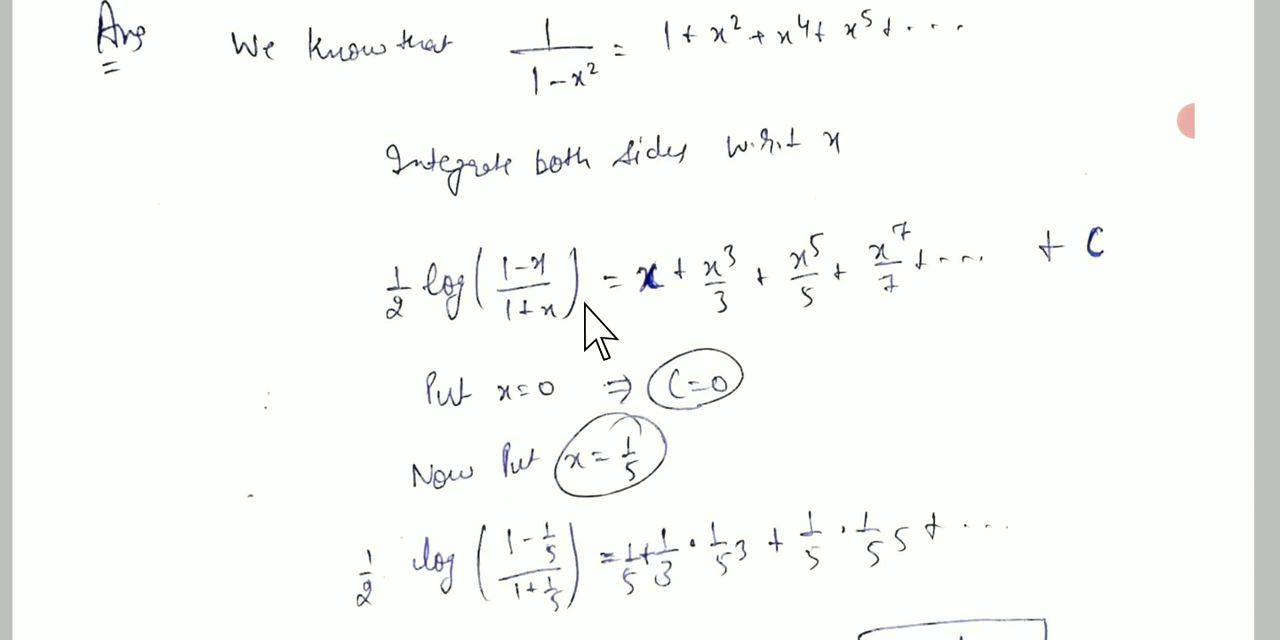 Ans We know that 1/(1-x²) = 1 + x² + x⁴ + x⁵ + ....
Integrate both sides w.r.t x
1/2 log((1-x)/(1+x)) = x + x³/3 + x⁵/5 + x⁷/7 + .... + C
Put x=0 ⇒ C=0
Now Put x = 1/5
1/2 log((1-1/5)/(1+1/5)) = 1/5 + 1/3 · 1/5³ + 1/5 · 1/5⁵ + ...